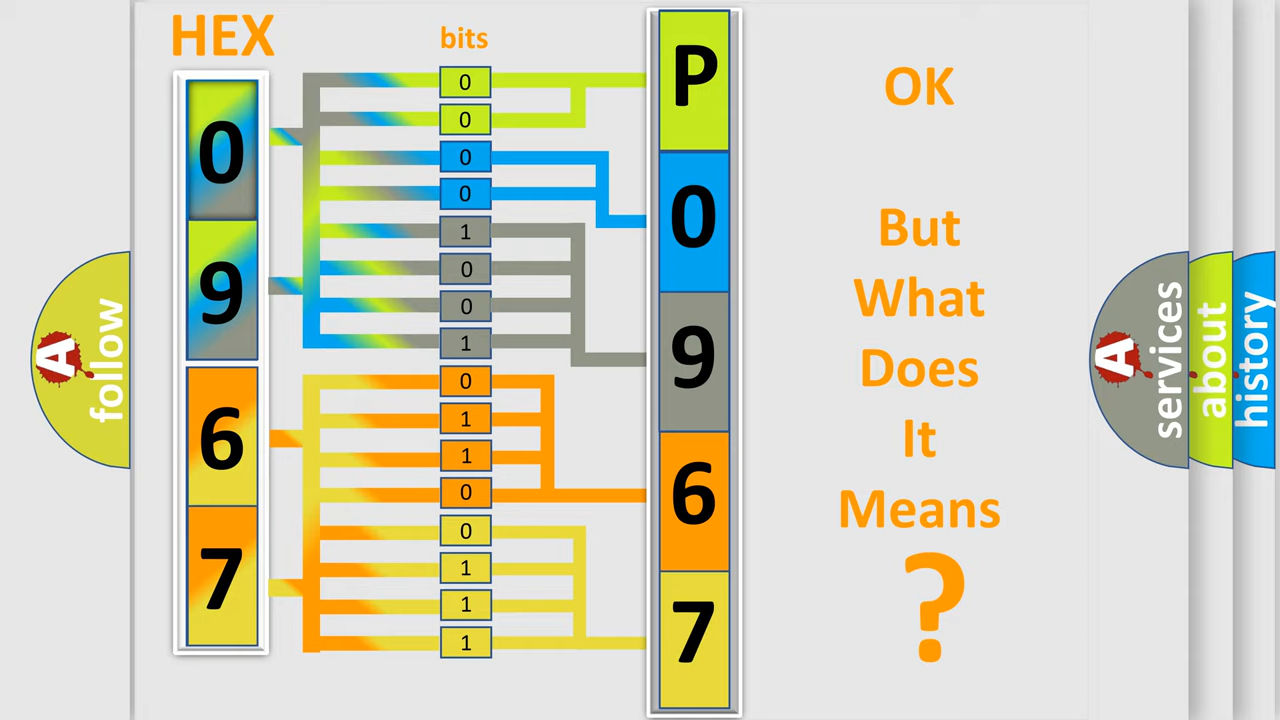 HEX
bits
0
9
6
7
0
0
0
0
1
0
0
1
0
1
1
0
0
1
1
1
P
0
9
6
7
OK
But
What
Does
It
Means
?
A
follow
A
services
about
history